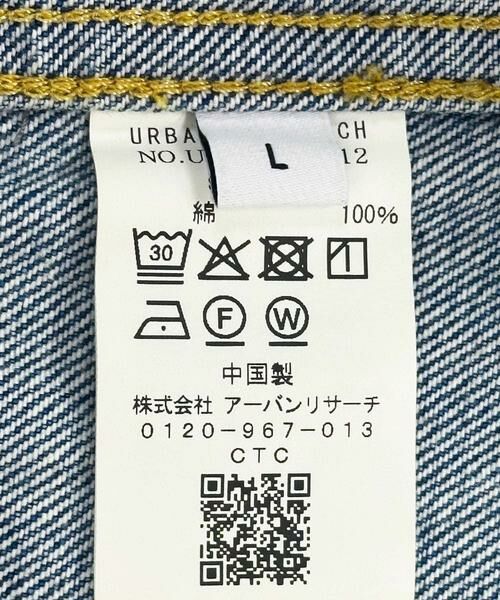 URBA CH
NO.U 12
L
綿 100%
30
F W
中国製
株式会社 アーバンリサーチ
0120-967-013
CTC